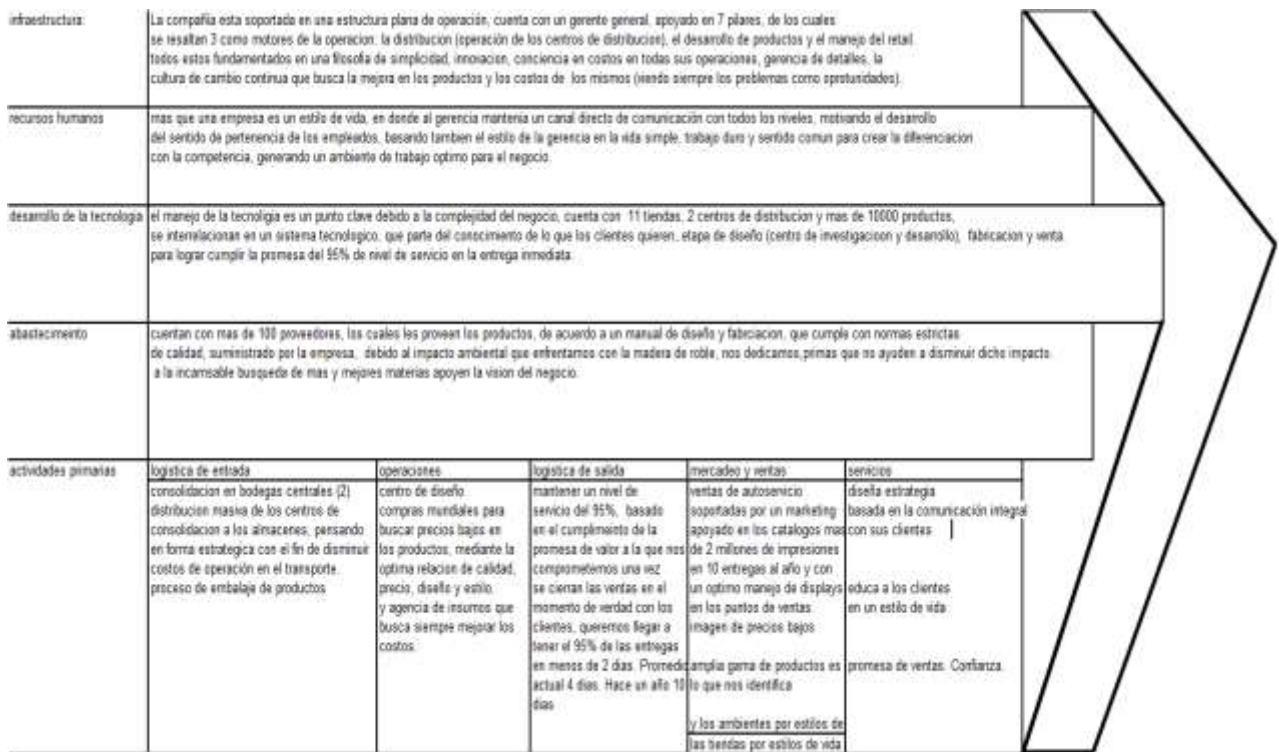 infraestructura:
La compañía esta soportada en una estructura plana de operación, cuenta con un gerente general, apoyado en 7 pilares, de los cuales
se resaltan 3 como motores de la operacion: la distribucion (operación de los centros de distribucion), el desarrollo de productos y el manejo del retail.
todos estos fundamentados en una filosofia de simplicidad, innovacion, conciencia en costos en todas sus operaciones, gerencia de detalles, la
cultura de cambio continua que busca la mejora en los productos y los costos de los mismos (viendo siempre los problemas como oprotunidades).
recursos humanos
mas que una empresa es un estilo de vida, en donde al gerencia mantenia un canal directo de comunicación con todos los niveles, motivando el desarrollo
del sentido de pertenencia de los empleados, basando tambien el estilo de la gerencia en la vida simple, trabajo duro y sentido comun para crear la diferenciacion
con la competencia, generando un ambiente de trabajo optimo para el negocio.
desarrollo de la tecnologia
el manejo de la tecnoligia es un punto clave debido a la complejidad del negocio, cuenta con 11 tiendas, 2 centros de distribucion y mas de 10000 productos,
se interrelacionan en un sistema tecnologico, que parte del conocimiento de lo que los clientes quieren, etapa de diseño (centro de investigacioon y desarrollo), fabricacion y venta
para lograr cumplir la promesa del 95% de nivel de servicio en la entrega inmediata.
abastecimeinto
cuentan con mas de 100 proveedores, los cuales les proveen los productos, de acuerdo a un manual de diseño y fabrciacion, que cumple con normas estrictas
de calidad, suministrado por la empresa, debido al impacto ambiental que enfrentamos con la madera de roble, nos dedicamos,primas que no ayuden a disminuir dicho impacto.
a la incamsable busqueda de mas y mejores materias apoyen la vision del negocio.
actividades primarias
logistica de entrada
consolidacion en bodegas centrales (2)
distribucion masiva de los centros de
consolidacion a los almacenes, pensando
en forma estrategica con el fin de disminuir
costos de operación en el transporte.
proceso de embalaje de productos
operaciones
centro de diseño
compras mundiales para
buscar precios bajos en
los productos, mediante la
optima relacion de calidad,
precio, diseño y estilo.
y agencia de insumos que
busca siempre mejorar los
costos.
logistica de salida
mantener un nivel de
servicio del 95%, basado
en el cumplimiento de la
promesa de valor a la que nos
comprometemos una vez
se cierran las ventas en el
momento de verdad con los
clientes, queremos llegar a
tener el 95% de las entregas
en menos de 2 dias. Promedio
actual 4 dias. Hace un año 10
dias
mercadeo y ventas
ventas de autoservicio
soportadas por un marketing
apoyado en los catalogos mas
de 2 millones de impresiones
en 10 entregas al año y con
un optimo manejo de displays
en los puntos de ventas.
imagen de precios bajos
amplia gama de productos es
lo que nos identifica
y los ambientes por estilos de
las tiendas por estilos de vida
servicios
diseña estrategia
basada en la comunicación integral
con sus clientes
educa a los clientes
en un estilo de vida
promesa de ventas. Confianza.